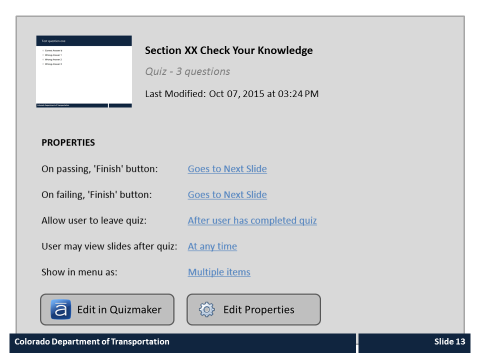 Section XX Check Your Knowledge
Quiz - 3 questions
Last Modified: Oct 07, 2015 at 03:24 PM
PROPERTIES
On passing, 'Finish' button: Goes to Next Slide
On failing, 'Finish' button: Goes to Next Slide
Allow user to leave quiz: After user has completed quiz
User may view slides after quiz: At any time
Show in menu as: Multiple items
Edit in Quizmaker Edit Properties
Colorado Department of Transportation Slide 13